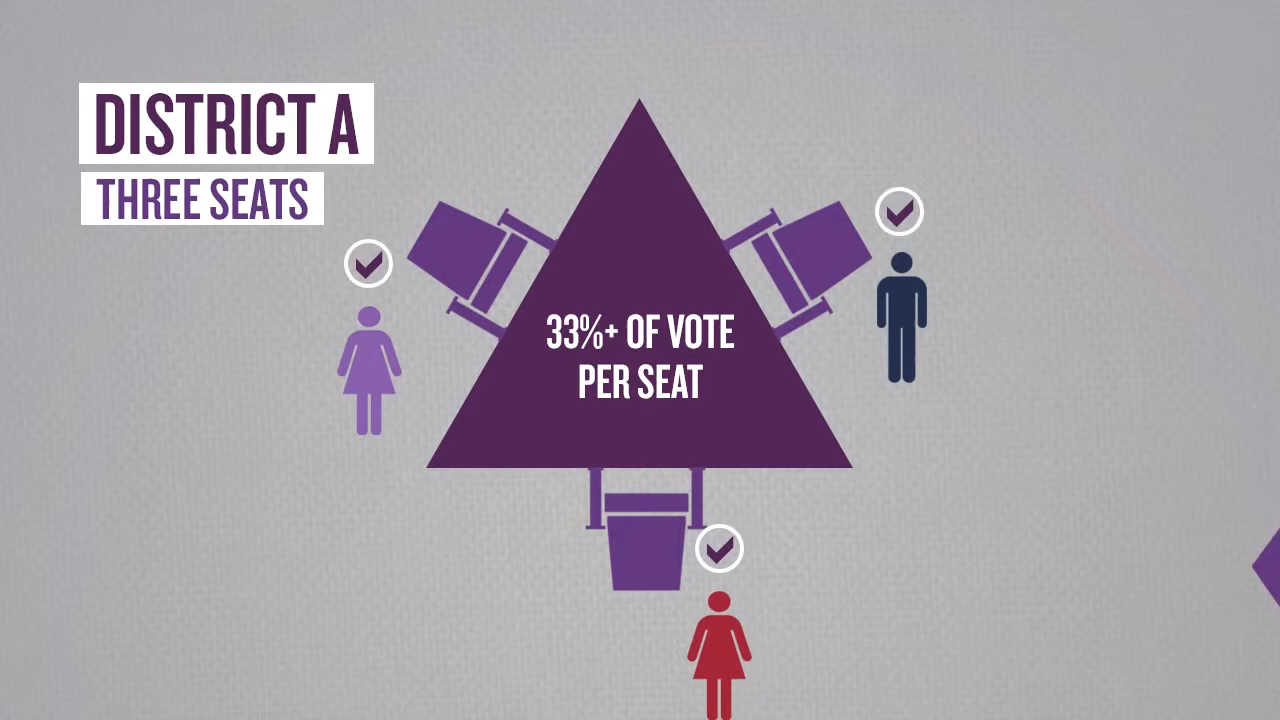 DISTRICT A
THREE SEATS
33%+ OF VOTE
PER SEAT